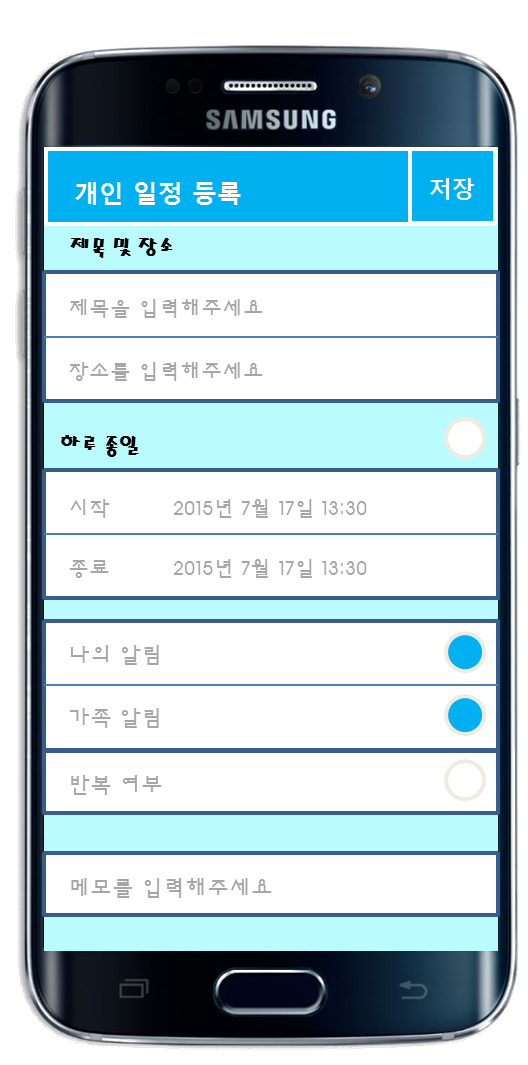 SAMSUNG
개인 일정 등록 저장
제목 및 장소
제목을 입력해주세요
장소를 입력해주세요
하루 종일
시작 2015년 7월 17일 13:30
종료 2015년 7월 17일 13:30
나의 알림
가족 알림
반복 여부
메모를 입력해주세요